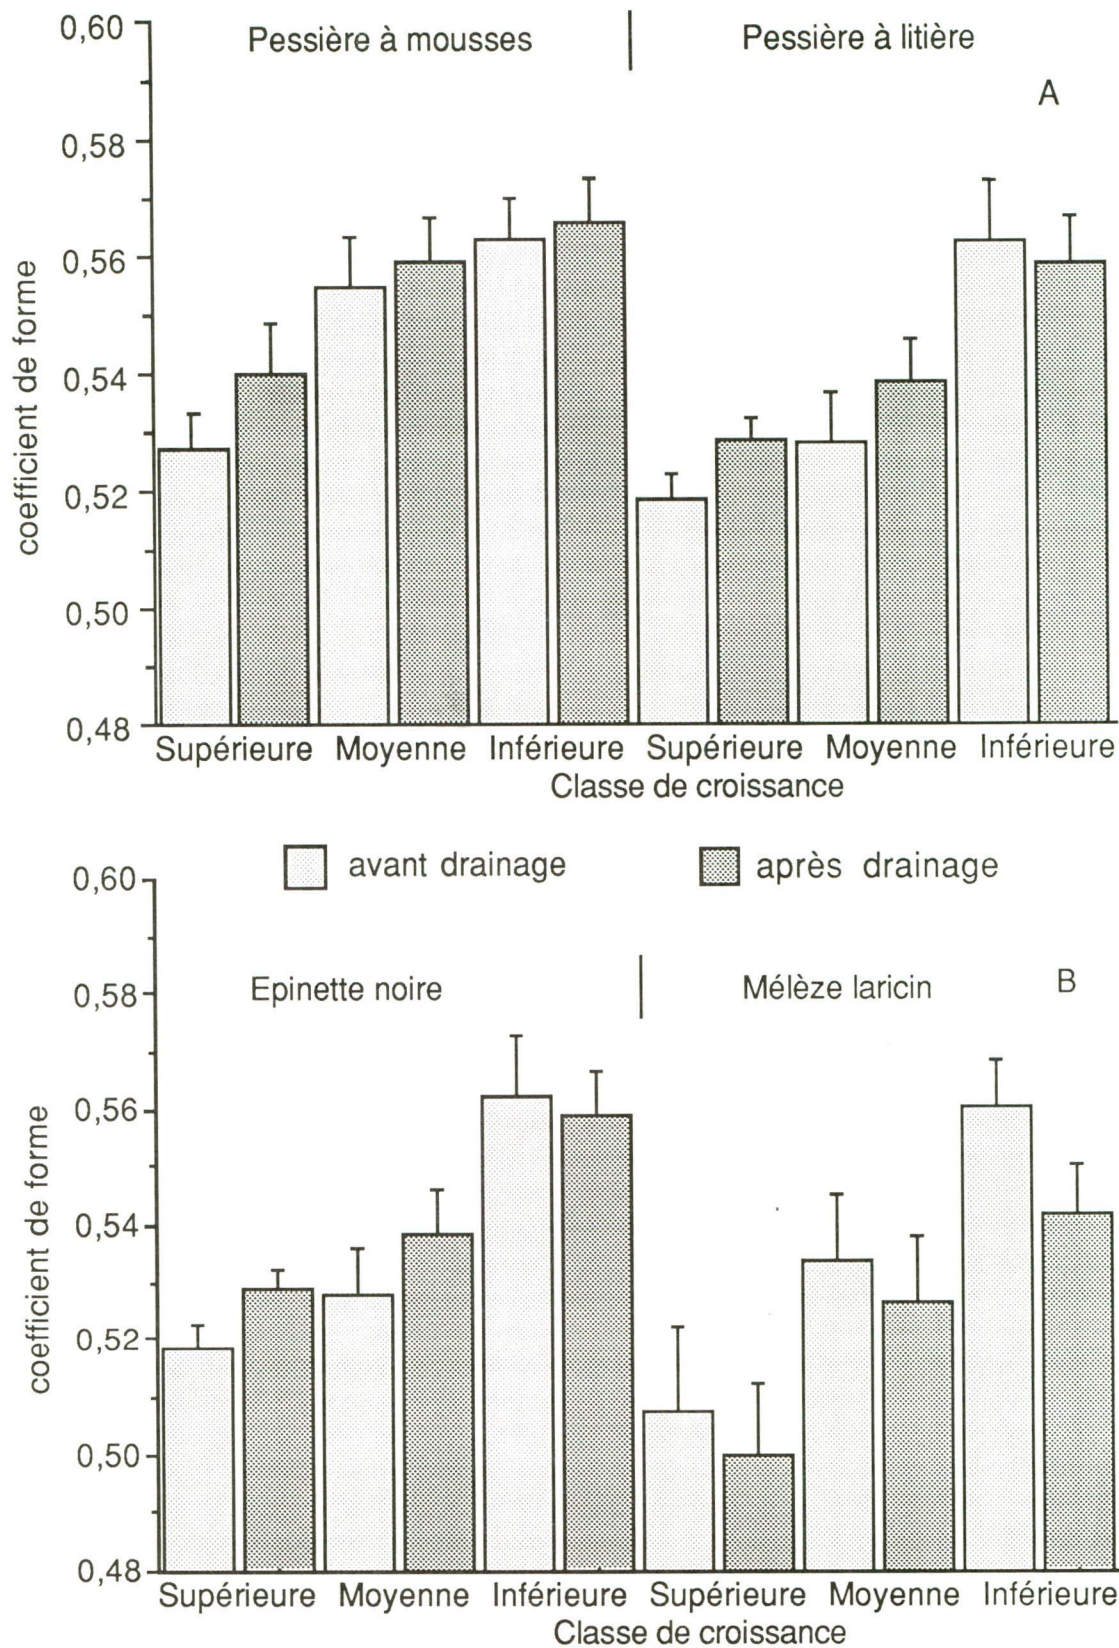 Pessière à mousses
Pessière à litière
A
0,60
0,58
0,56
0,54
0,52
0,50
0,48
coefficient de forme
Supérieure Moyenne Inférieure Supérieure Moyenne Inférieure
Classe de croissance
avant drainage
après drainage
Epinette noire
Mélèze laricin
B
0,60
0,58
0,56
0,54
0,52
0,50
0,48
coefficient de forme
Supérieure Moyenne Inférieure Supérieure Moyenne Inférieure
Classe de croissance